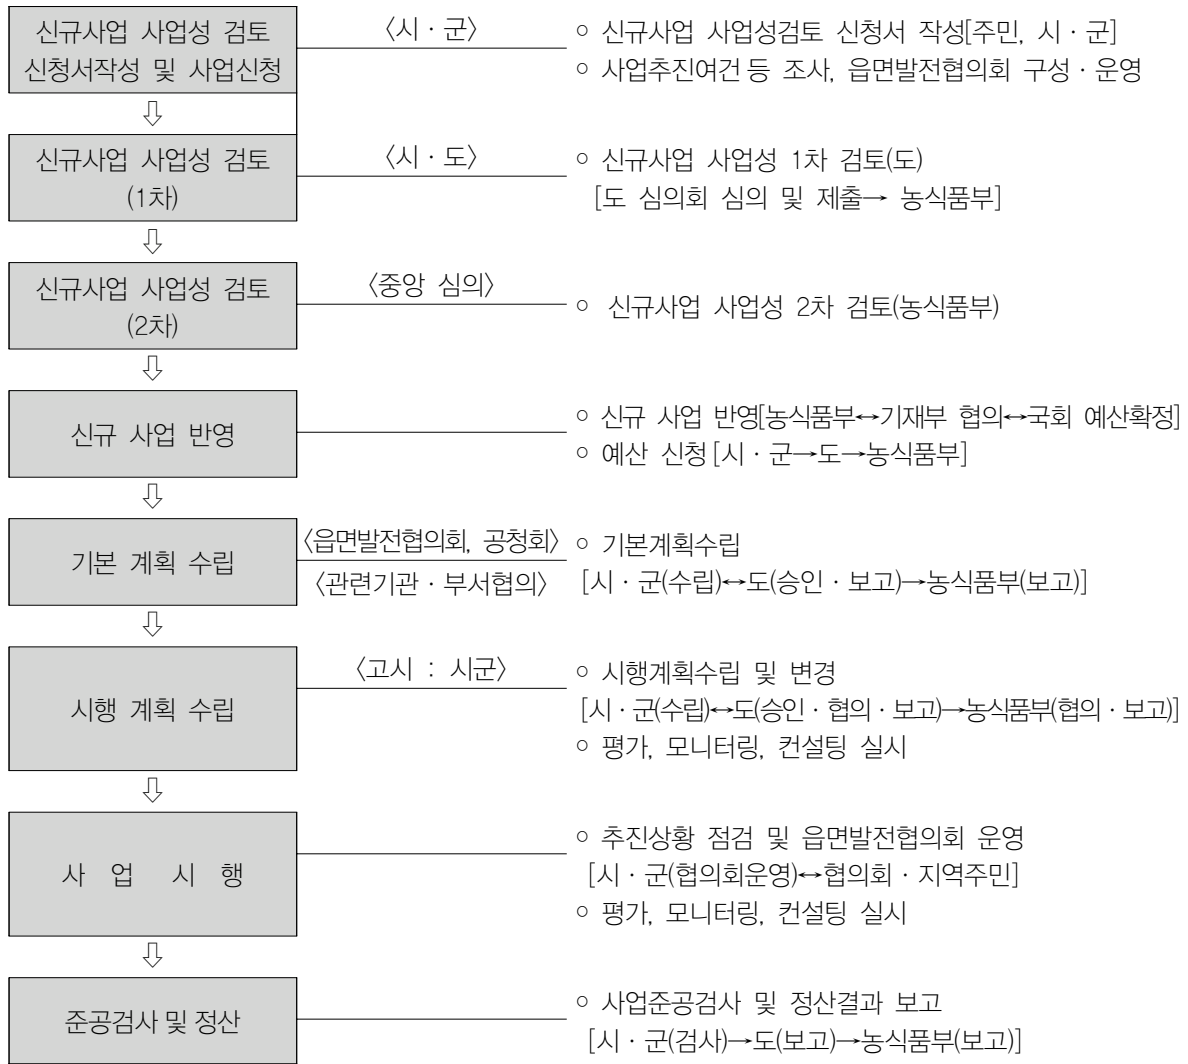 신규사업 사업성 검토
신청서작성 및 사업신청
〈시 · 군〉
○ 신규사업 사업성검토 신청서 작성[주민, 시 · 군]
○ 사업추진여건 등 조사, 읍면발전협의회 구성 · 운영
⇩
신규사업 사업성 검토
(1차)
〈시 · 도〉
○ 신규사업 사업성 1차 검토(도)
[도 심의회 심의 및 제출→ 농식품부]
⇩
신규사업 사업성 검토
(2차)
〈중앙 심의〉
○ 신규사업 사업성 2차 검토(농식품부)
⇩
신규 사업 반영
○ 신규 사업 반영[농식품부↔기재부 협의↔국회 예산확정]
○ 예산 신청[시 · 군→도→농식품부]
⇩
기본 계획 수립
〈읍면발전협의회, 공청회〉
〈관련기관 · 부서협의〉
○ 기본계획수립
[시 · 군(수립)↔도(승인 · 보고)→농식품부(보고)]
⇩
시행 계획 수립
〈고시 : 시군〉
○ 시행계획수립 및 변경
[시 · 군(수립)↔도(승인 · 협의 · 보고)→농식품부(협의 · 보고)]
○ 평가, 모니터링, 컨설팅 실시
⇩
사 업 시 행
○ 추진상황 점검 및 읍면발전협의회 운영
[시 · 군(협의회운영)↔협의회 · 지역주민]
○ 평가, 모니터링, 컨설팅 실시
⇩
준공검사 및 정산
○ 사업준공검사 및 정산결과 보고
[시 · 군(검사)→도(보고)→농식품부(보고)]